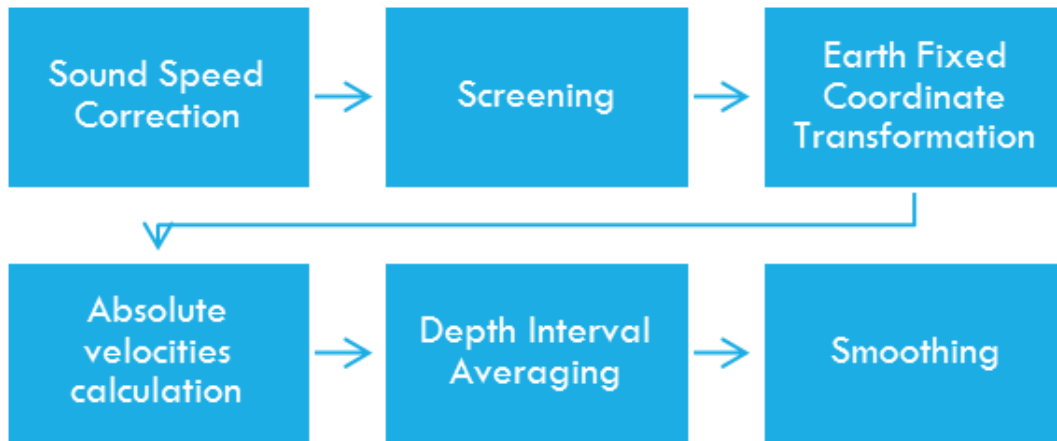 Sound Speed
Correction
Screening
Earth Fixed
Coordinate
Transformation
Absolute
velocities
calculation
Depth Interval
Averaging
Smoothing